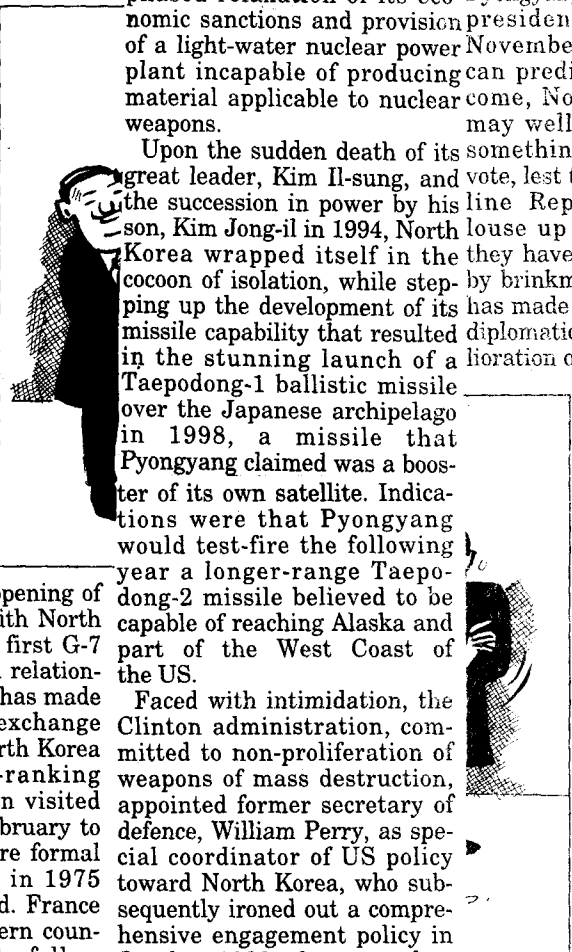 nomic sanctions and provision
of a light-water nuclear power
plant incapable of producing
material applicable to nuclear
weapons.
Upon the sudden death of its
great leader, Kim Il-sung, and
the succession in power by his
son, Kim Jong-il in 1994, North
Korea wrapped itself in the
cocoon of isolation, while step-
ping up the development of its
missile capability that resulted
in the stunning launch of a
Taepodong-1 ballistic missile
over the Japanese archipelago
in 1998, a missile that
Pyongyang claimed was a boos-
ter of its own satellite. Indica-
tions were that Pyongyang
would test-fire the following
year a longer-range Taepo-
dong-2 missile believed to be
capable of reaching Alaska and
part of the West Coast of
the US.
Faced with intimidation, the
Clinton administration, com-
mitted to non-proliferation of
weapons of mass destruction,
appointed former secretary of
defence, William Perry, as spe-
cial coordinator of US policy
toward North Korea, who sub-
sequently ironed out a compre-
hensive engagement policy in
pening of
ith North
first G-7
relation-
has made
exchange
rth Korea
-ranking
n visited
bruary to
re formal
in 1975
d. France
ern coun-
presiden
Novembe
can predi
come, No
may well
somethin
vote, lest
line Rep
louse up
they have
by brinkm
has made
diplomatic
lioration